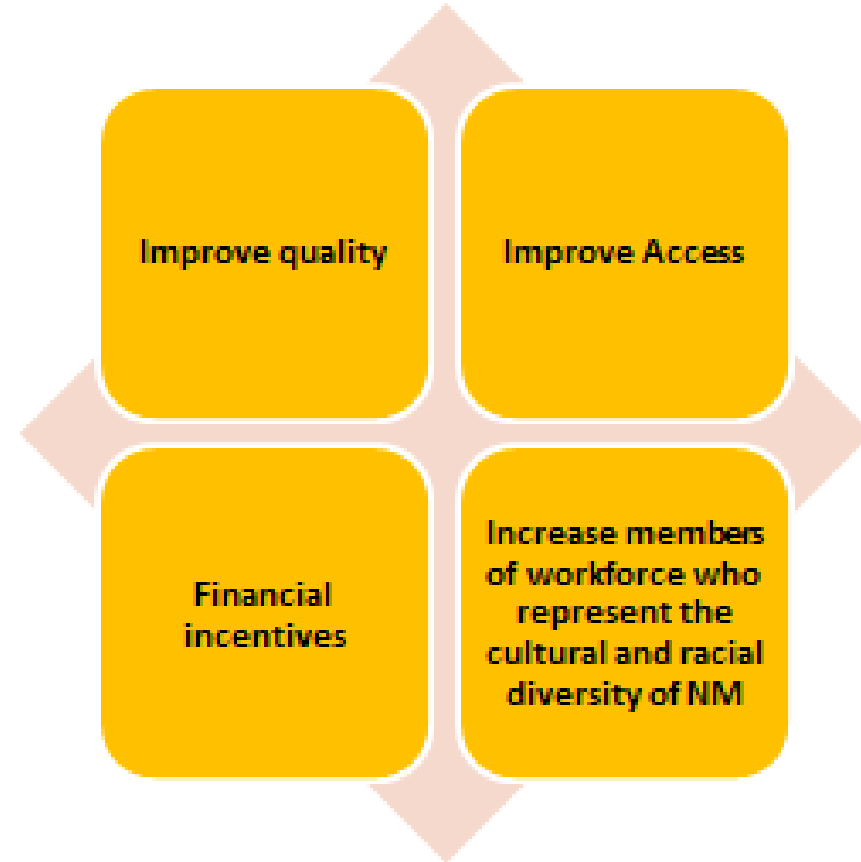 Improve quality
Improve Access
Financial
incentives
Increase members
of workforce who
represent the
cultural and racial
diversity of NM